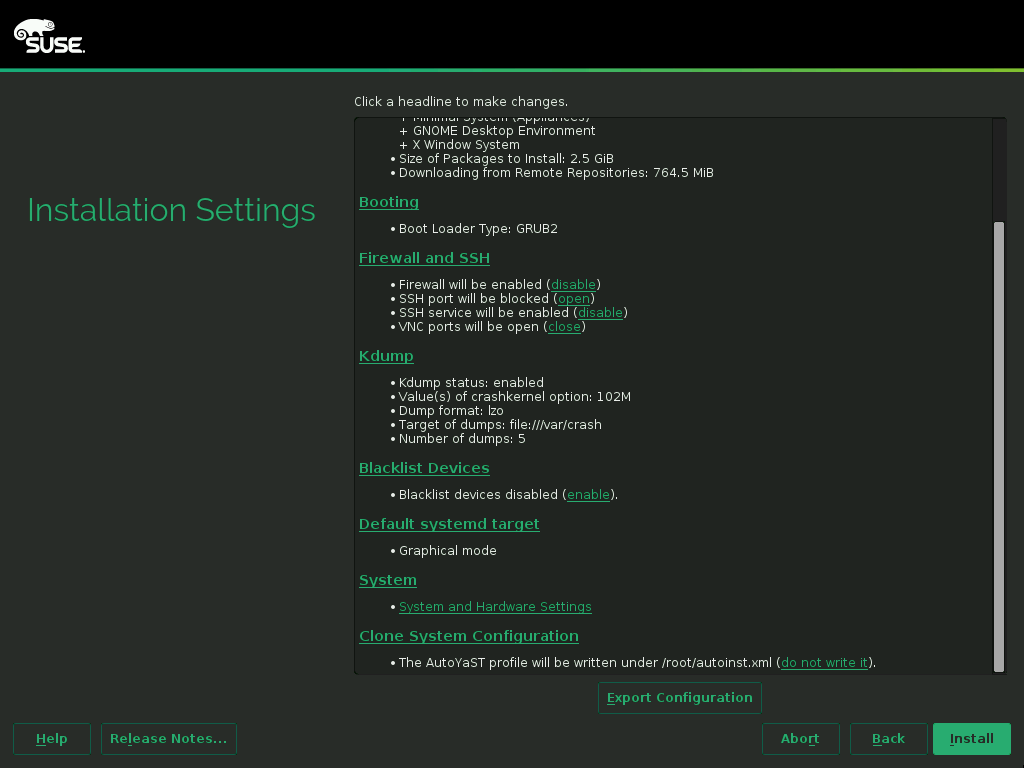 SUSE.
Click a headline to make changes.
Installation Settings
+ Minimal System (Appliances)
+ GNOME Desktop Environment
+ X Window System
• Size of Packages to Install: 2.5 GiB
• Downloading from Remote Repositories: 764.5 MiB
Booting
• Boot Loader Type: GRUB2
Firewall and SSH
• Firewall will be enabled (disable)
• SSH port will be blocked (open)
• SSH service will be enabled (disable)
• VNC ports will be open (close)
Kdump
• Kdump status: enabled
• Value(s) of crashkernel option: 102M
• Dump format: lzo
• Target of dumps: file:///var/crash
• Number of dumps: 5
Blacklist Devices
• Blacklist devices disabled (enable).
Default systemd target
• Graphical mode
System
• System and Hardware Settings
Clone System Configuration
• The AutoYaST profile will be written under /root/autoinst.xml (do not write it).
Export Configuration
Help
Release Notes...
Abort
Back
Install